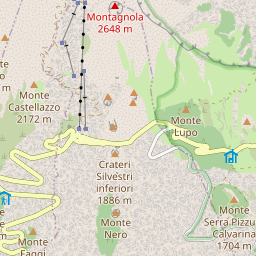 Montagnola
2648 m
Monte
Castellazzo
2172 m
Monte
Lupo
Crateri
Silvestri
inferiori
1886 m
Monte
Nero
Monte
Serra Pizzu
Calvarina
1704 m
Monte
Faggi